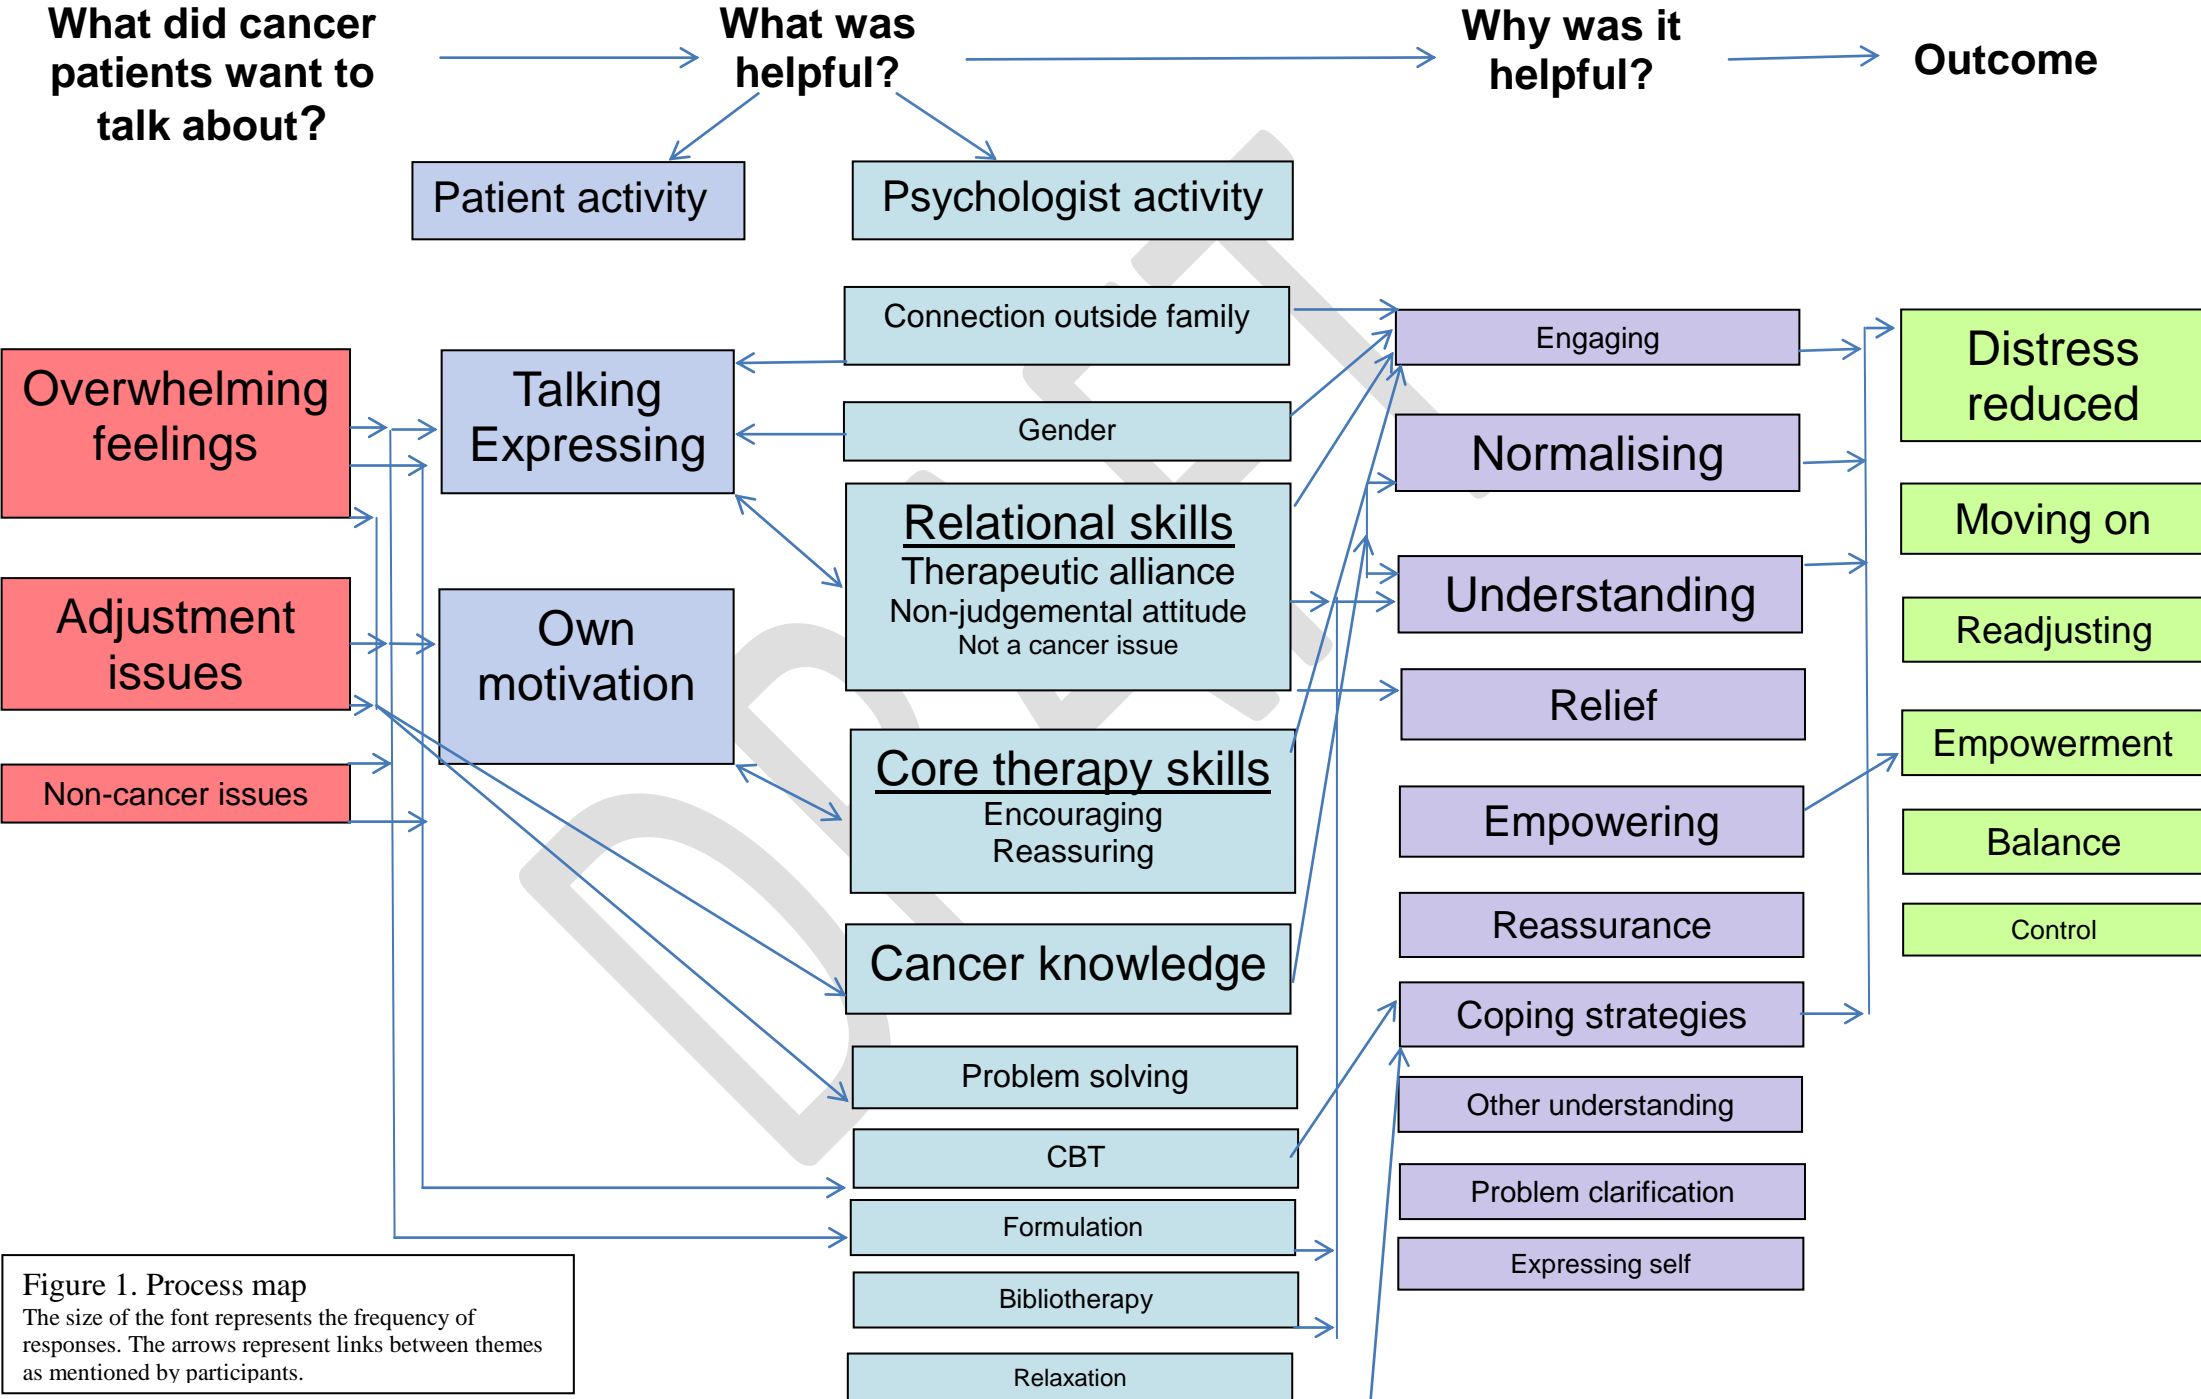 What did cancer
patients want to
talk about?
What was
helpful?
Why was it
helpful?
Outcome
Patient activity
Psychologist activity
Overwhelming
feelings
Adjustment
issues
Non-cancer issues
Talking
Expressing
Own
motivation
Connection outside family
Gender
Relational skills
Therapeutic alliance
Non-judgemental attitude
Not a cancer issue
Core therapy skills
Encouraging
Reassuring
Cancer knowledge
Problem solving
CBT
Formulation
Bibliotherapy
Relaxation
Engaging
Normalising
Understanding
Relief
Empowering
Reassurance
Coping strategies
Other understanding
Problem clarification
Expressing self
Distress
reduced
Moving on
Readjusting
Empowerment
Balance
Control
Figure 1. Process map
The size of the font represents the frequency of
responses. The arrows represent links between themes
as mentioned by participants.
DRAFT